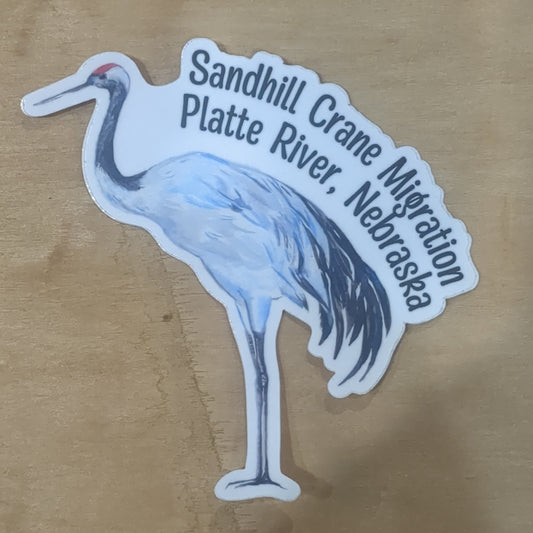 Sandhill Crane Migration
Platte River, Nebraska